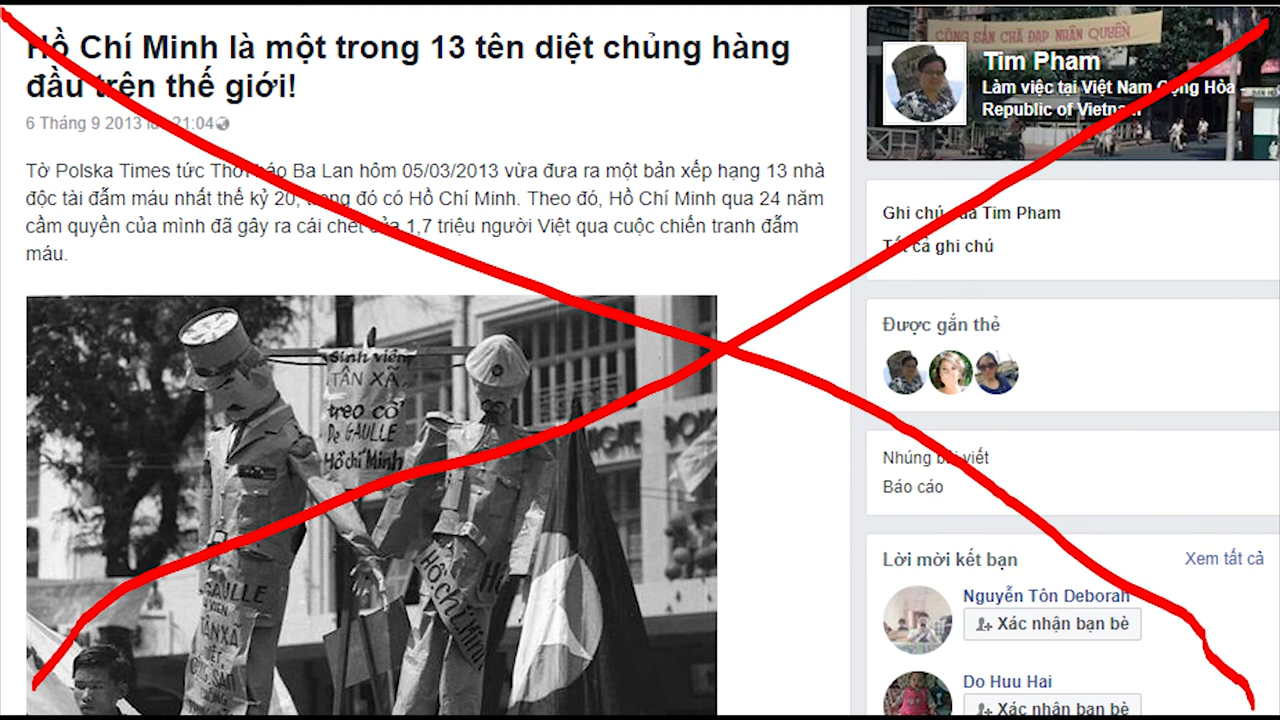 Hồ Chí Minh là một trong 13 tên diệt chủng hàng
đầu trên thế giới!
6 Tháng 9 2013 lúc 21:04
Tờ Polska Times tức Thời báo Ba Lan hôm 05/03/2013 vừa đưa ra một bản xếp hạng 13 nhà
độc tài đẫm máu nhất thế kỷ 20, trong đó có Hồ Chí Minh. Theo đó, Hồ Chí Minh qua 24 năm
cầm quyền của mình đã gây ra cái chết của 1,7 triệu người Việt qua cuộc chiến tranh đẫm
máu.
Sinh viên
TÂN XÃ
treo cổ
De GAULLE
Hồ chí Minh
GAULLE
TÂN XÃ
Hồ chí Minh
CỘNG SẢN CHÀ ĐẠP NHÂN QUYỀN
Tim Pham
Làm việc tại Việt Nam Cộng Hòa -
Republic of Vietnam
Ghi chú của Tim Pham
Tất cả ghi chú
Được gắn thẻ
Nhúng bài viết
Báo cáo
Lời mời kết bạn
Xem tất cả
Nguyễn Tôn Deborah
Xác nhận bạn bè
Do Huu Hai
Xác nhận bạn bè